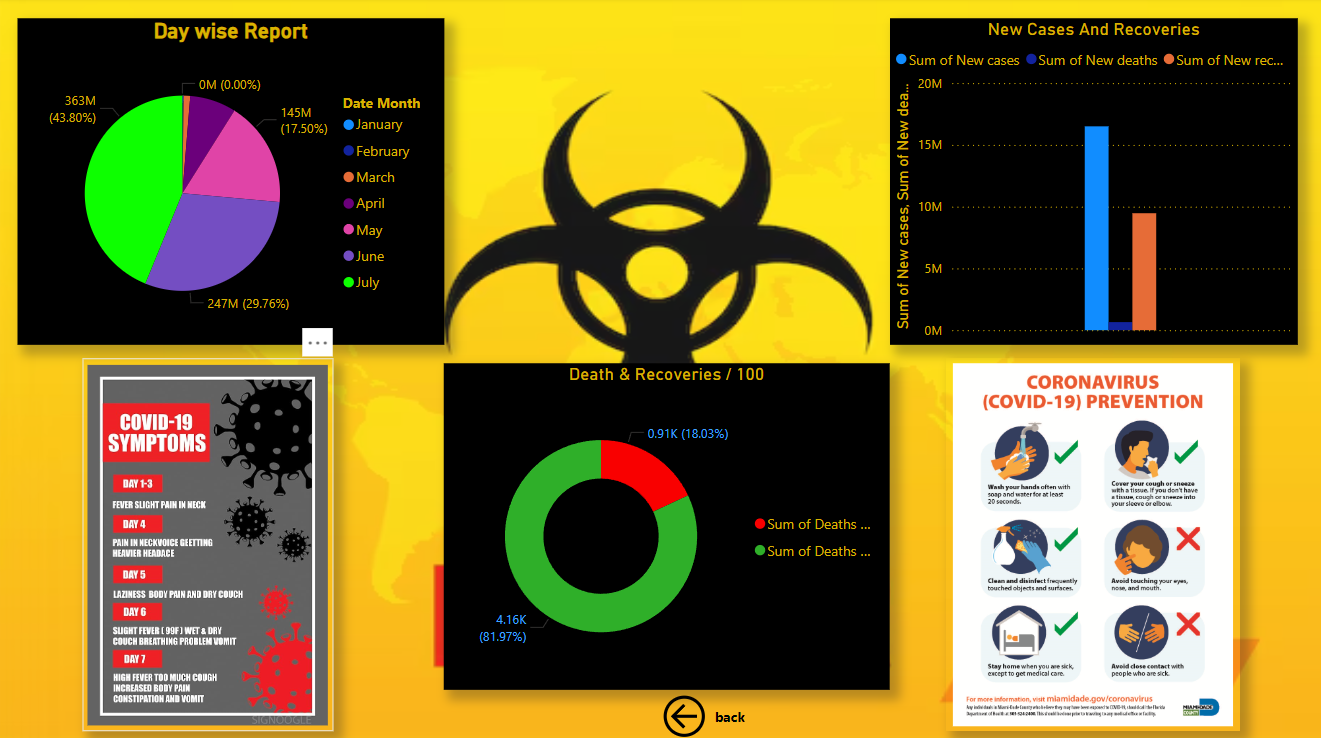 Day wise Report
0M (0.00%)
363M
(43.80%)
145M
(17.50%)
247M (29.76%)
Date Month
January
February
March
April
May
June
July
New Cases And Recoveries
Sum of New cases
Sum of New deaths
Sum of New rec...
Sum of New cases, Sum of New dea...
20M
15M
10M
5M
0M
COVID-19
SYMPTOMS
DAY 1-3
FEVER SLIGHT PAIN IN NECK
DAY 4
PAIN IN NECKVOICE GEETTING
HEAVIER HEADACE
DAY 5
LAZINESS BODY PAIN AND DRY COUCH
DAY 6
SLIGHT FEVER ( 99F ) WET & DRY
COUCH BREATHING PROBLEM VOMIT
DAY 7
HIGH FEVER TOO MUCH COUGH
INCREASED BODY PAIN
CONSTIPATION AND VOMIT
SIGNOOGLE
Death & Recoveries / 100
0.91K (18.03%)
4.16K
(81.97%)
Sum of Deaths ...
Sum of Deaths ...
back
CORONAVIRUS
(COVID-19) PREVENTION
Wash your hands often with
soap and water for at least
20 seconds.
Cover your cough or sneeze
with a tissue. If you don't have
a tissue, cough or sneeze into
your sleeve or elbow.
Clean and disinfect frequently
touched objects and surfaces.
Avoid touching your eyes,
nose, and mouth.
Stay home when you are sick,
except to get medical care.
Avoid close contact with
people who are sick.
For more information, visit miamidade.gov/coronavirus
MIAMI-DADE
COUNTY